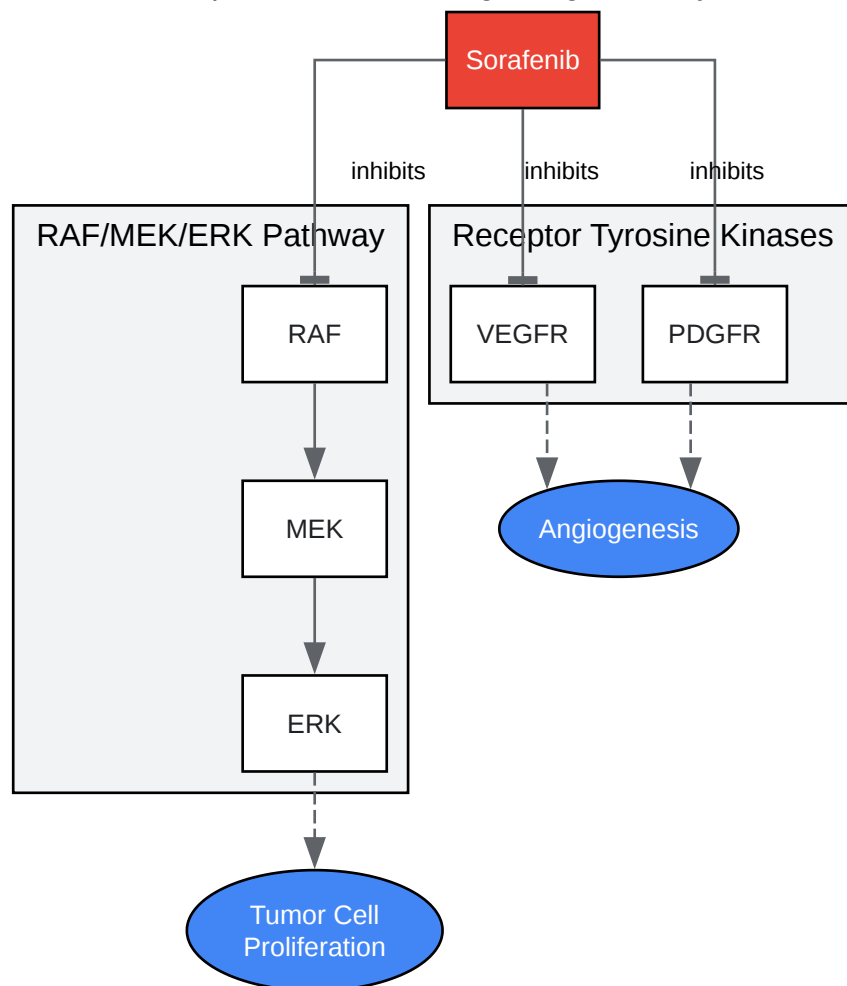 Sorafenib
inhibits
inhibits
inhibits
RAF/MEK/ERK Pathway
Receptor Tyrosine Kinases
RAF
VEGFR
PDGFR
MEK
Angiogenesis
ERK
Tumor Cell
Proliferation